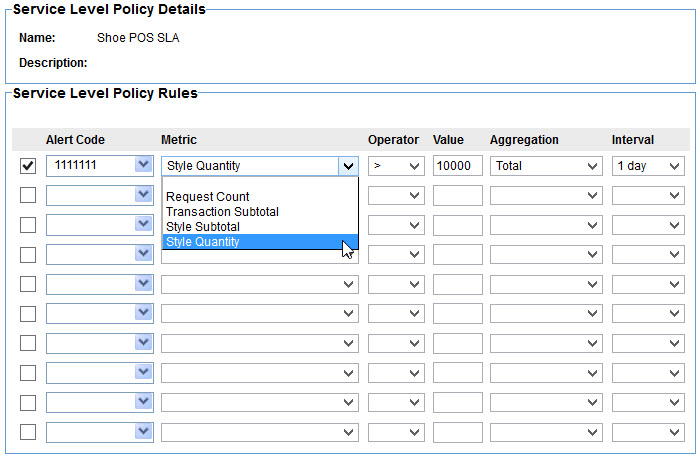 Service Level Policy Details
Name: Shoe POS SLA
Description:
Service Level Policy Rules
Alert Code Metric Operator Value Aggregation Interval
1111111 Style Quantity > 10000 Total 1 day
Request Count
Transaction Subtotal
Style Subtotal
Style Quantity